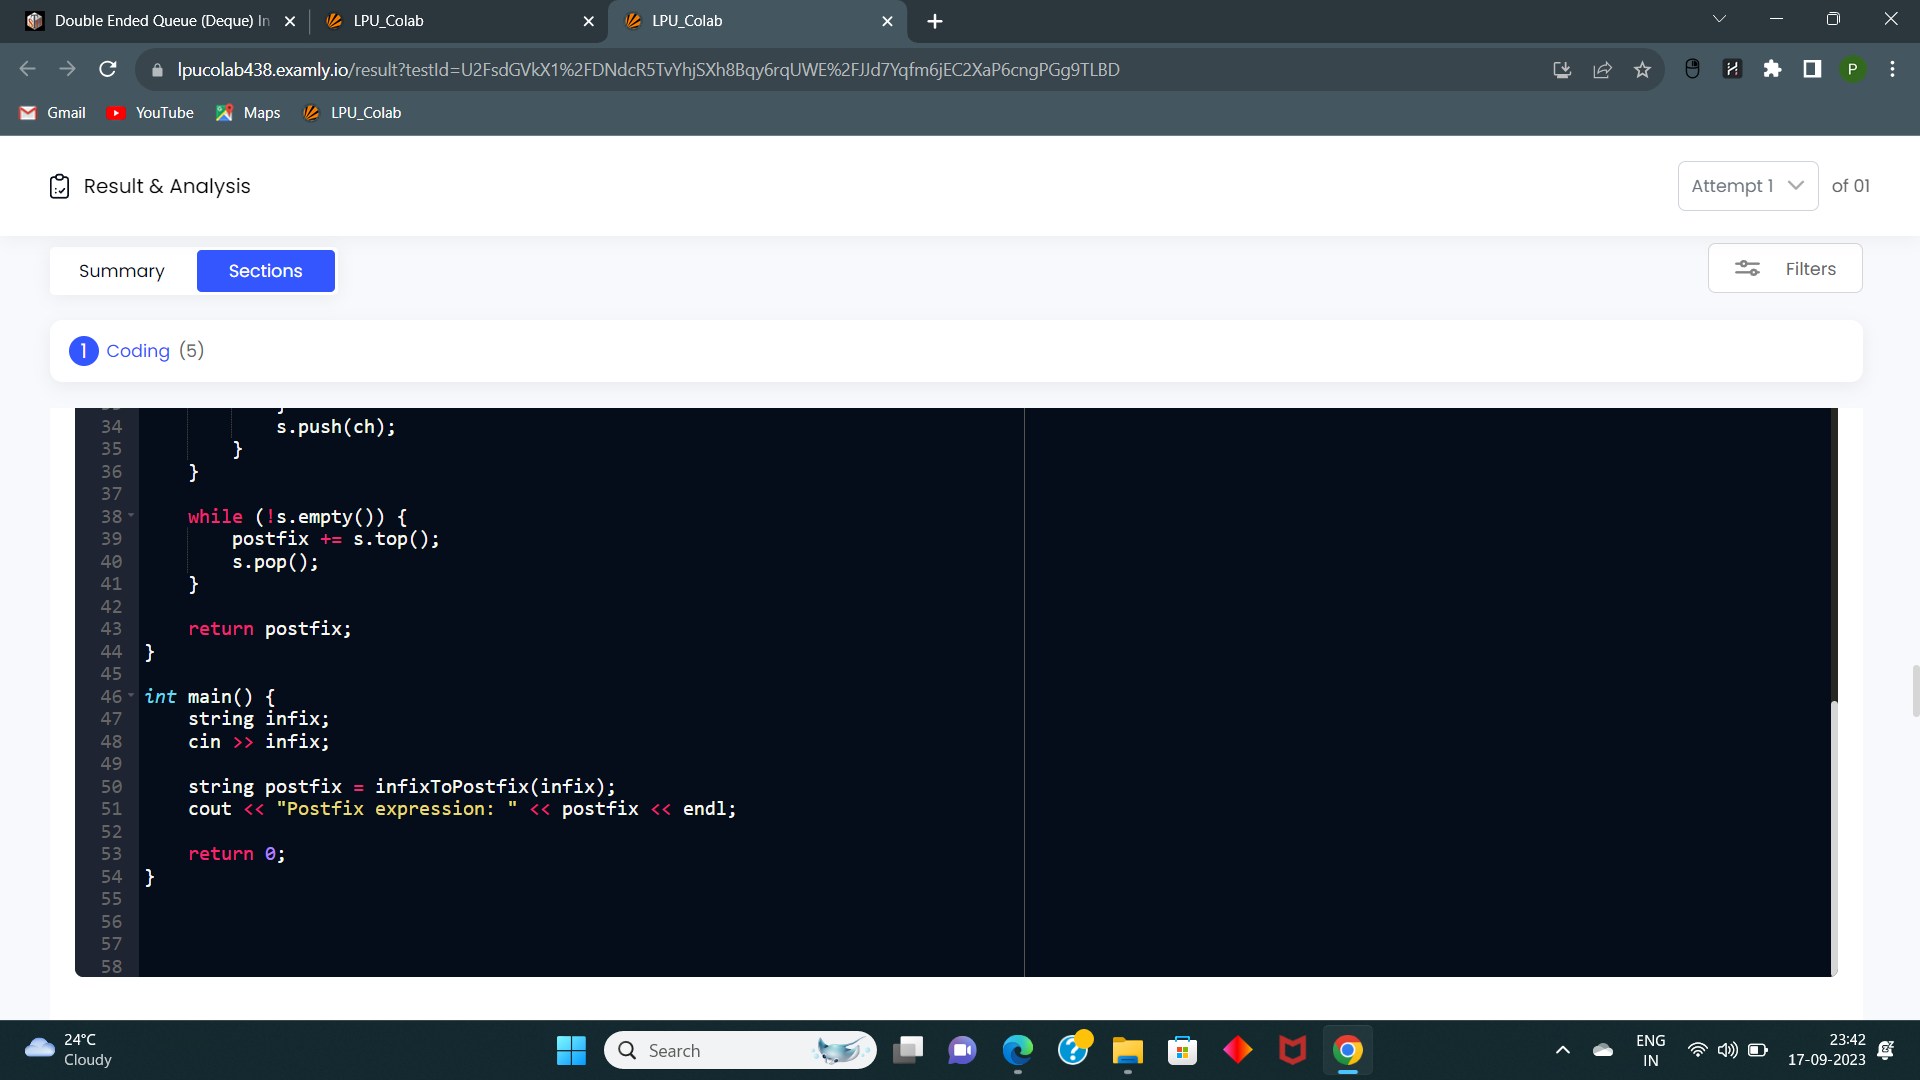 Double Ended Queue (Deque) In
LPU_Colab
LPU_Colab
lpucolab438.examly.io/result?testId=U2FsdGVkX1%2FDNdcR5TvYhjSXh8Bqy6rqUWE%2FJJd7Yqfm6jEC2XaP6cngPGg9TLBD
P
Gmail
YouTube
Maps
LPU_Colab
Result & Analysis
Attempt 1
of 01
Summary
Sections
Filters
1 Coding (5)
34 s.push(ch);
35 }
36 }
37
38 while (!s.empty()) {
39 postfix += s.top();
40 s.pop();
41 }
42
43 return postfix;
44 }
45
46 int main() {
47 string infix;
48 cin >> infix;
49
50 string postfix = infixToPostfix(infix);
51 cout << "Postfix expression: " << postfix << endl;
52
53 return 0;
54 }
55
56
57
58
24°C
Cloudy
Search
ENG
IN
23:42
17-09-2023